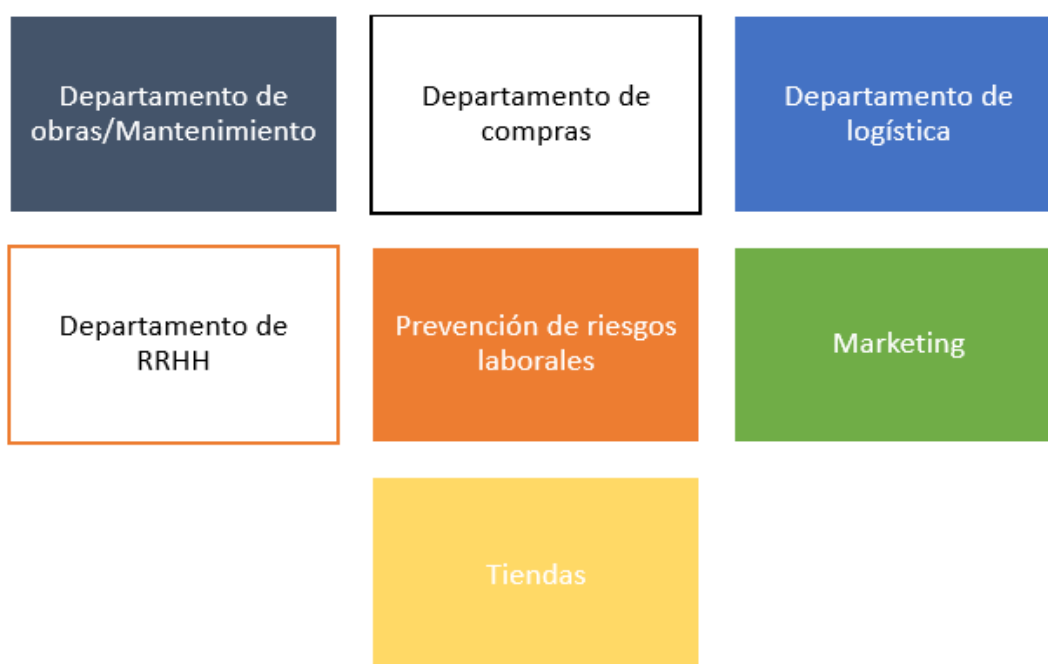 Departamento de
obras/Mantenimiento
Departamento de
compras
Departamento de
logística
Departamento de
RRHH
Prevención de riesgos
laborales
Marketing
Tiendas